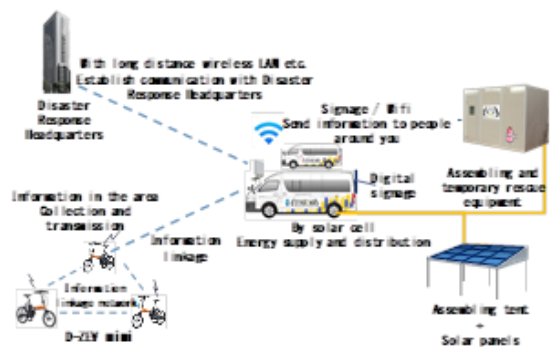 With long distance wireless LAN etc.
Establish communication with Disaster
Response Headquarters
Disaster
Response
Headquarters
Signage / Wifi
Send information to people
around you
Digital
signage
Assembling and
temporary rescue
equipment
Information in the area
Collection and
transmission
Information
linkage
By solar cell
Energy supply and distribution
Information
linkage network
D-ZEV mini
Assembling tent
+
Solar panels